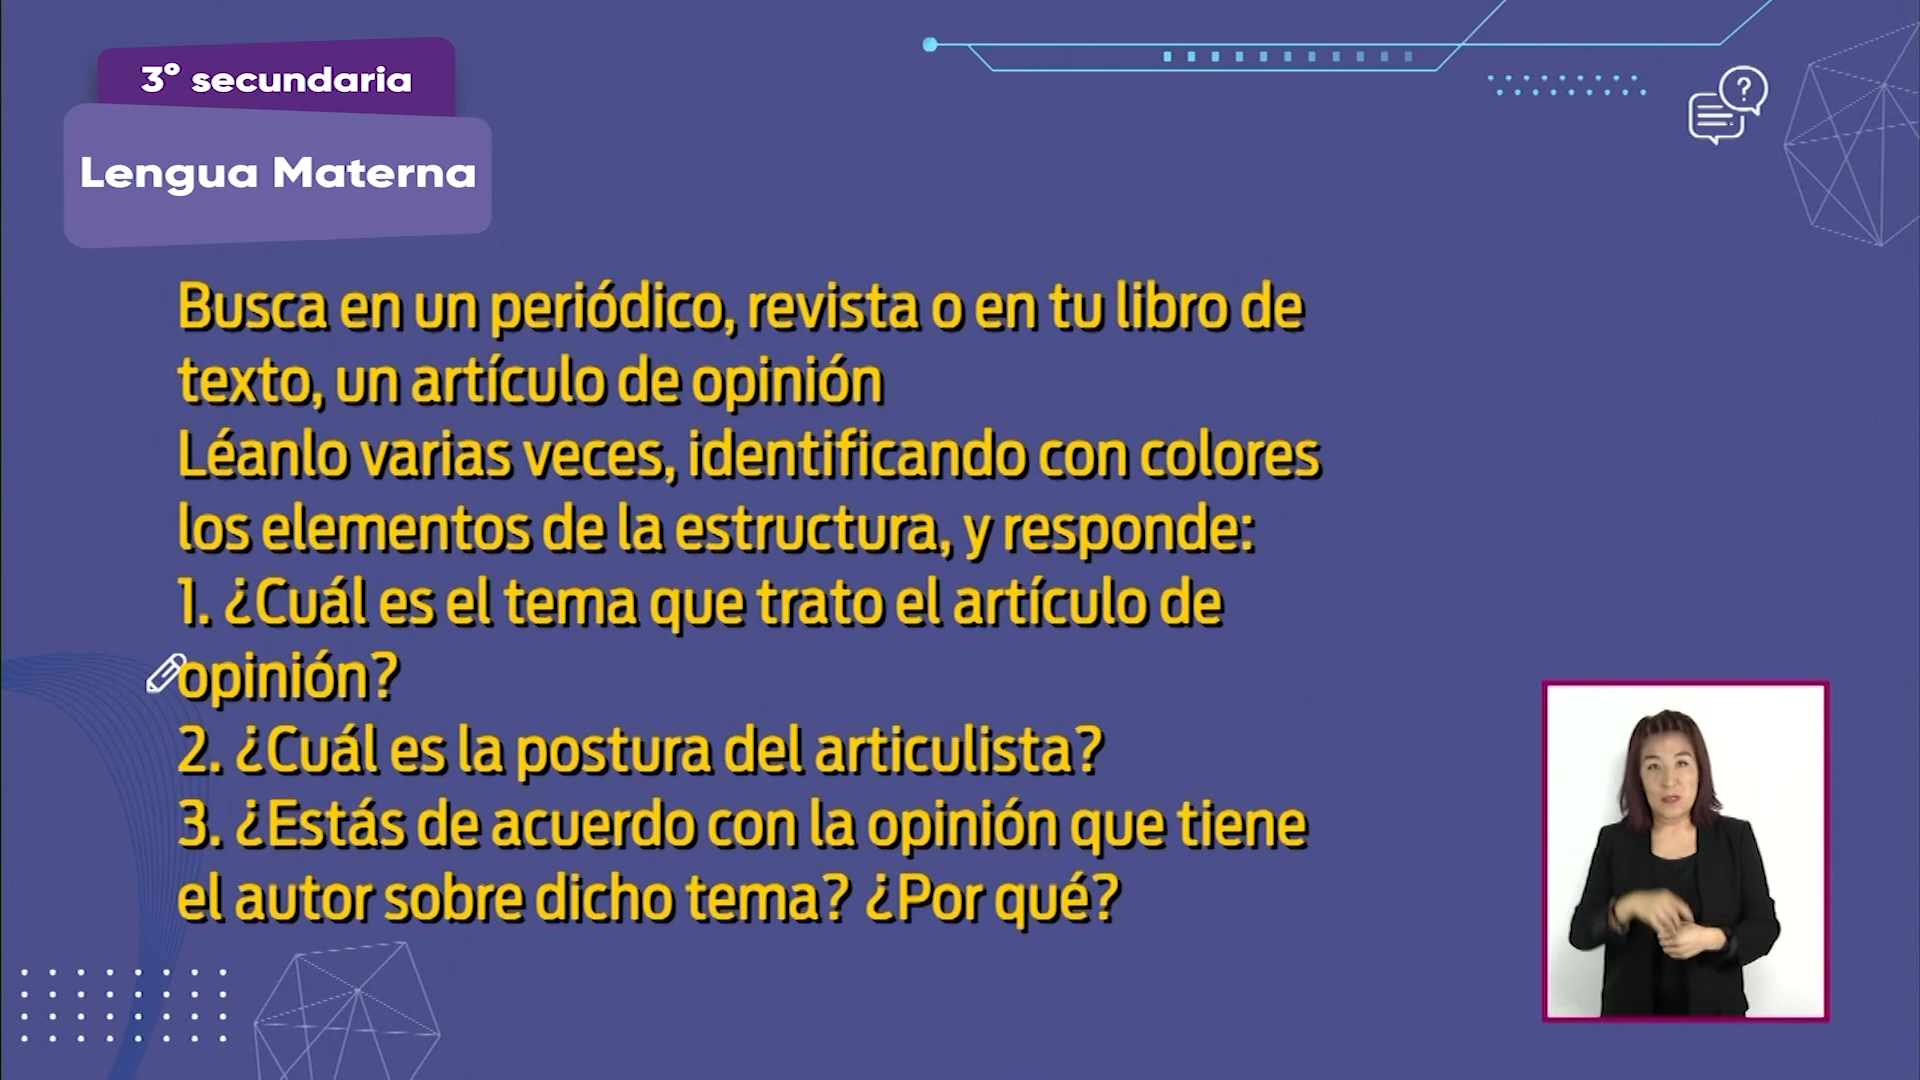 3° secundaria
Lengua Materna
Busca en un periódico, revista o en tu libro de
texto, un artículo de opinión
Léanlo varias veces, identificando con colores
los elementos de la estructura, y responde:
1. ¿Cuál es el tema que trato el artículo de
opinión?
2. ¿Cuál es la postura del articulista?
3. ¿Estás de acuerdo con la opinión que tiene
el autor sobre dicho tema? ¿Por qué?